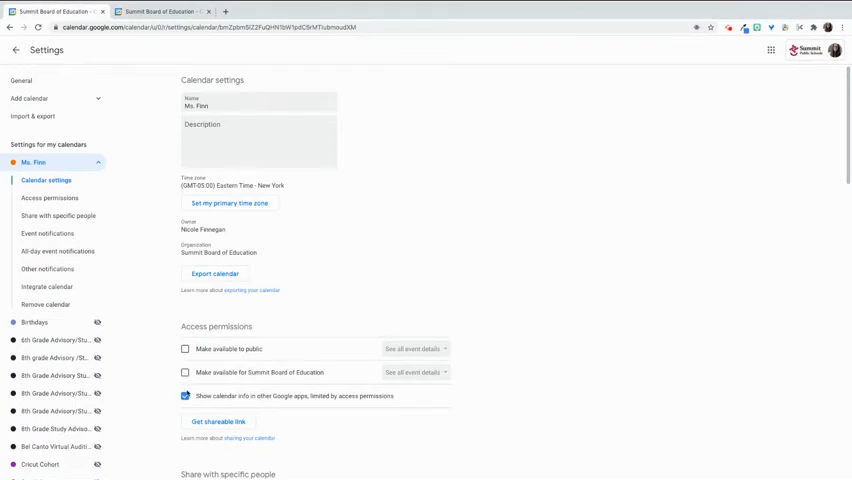 Summit Board of Education - C
Summit Board of Education - C
Settings
Summit
Public Schools
General
Add calendar
Import & export
Settings for my calendars
Ms. Finn
Calendar settings
Access permissions
Share with specific people
Event notifications
All-day event notifications
Other notifications
Integrate calendar
Remove calendar
Birthdays
6th Grade Advisory/Stu...
8th grade Advisory /St...
8th Grade Advisory Stu...
8th Grade Advisory/Stu...
8th Grade Advisory/Stu...
8th Grade Study Adviso...
Bel Canto Virtual Auditi...
Cricut Cohort
Calendar settings
Name
Ms. Finn
Description
Time zone
(GMT-05:00) Eastern Time - New York
Set my primary time zone
Owner
Nicole Finnegan
Organization
Summit Board of Education
Export calendar
Learn more about exporting your calendar
Access permissions
Make available to public See all event details
Make available for Summit Board of Education See all event details
Show calendar info in other Google apps, limited by access permissions
Get shareable link
Learn more about sharing your calendar
Share with specific people